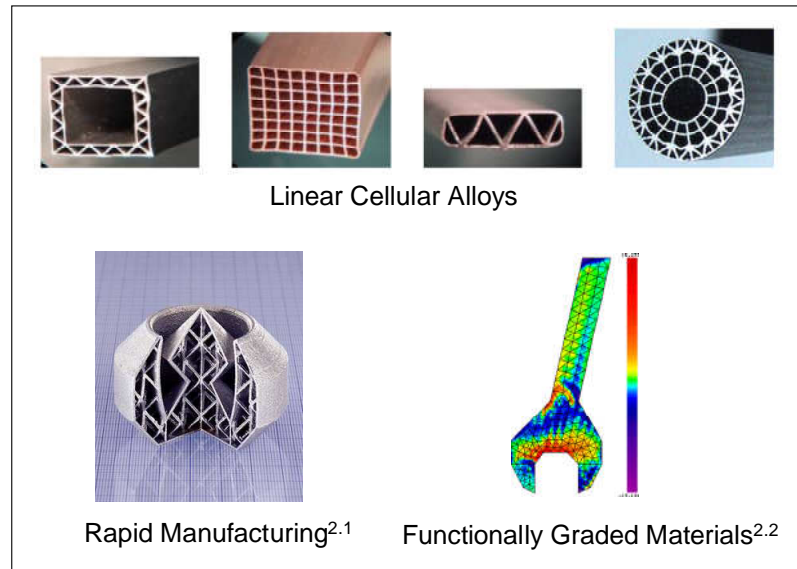 Linear Cellular Alloys
Rapid Manufacturing2.1
Functionally Graded Materials2.2